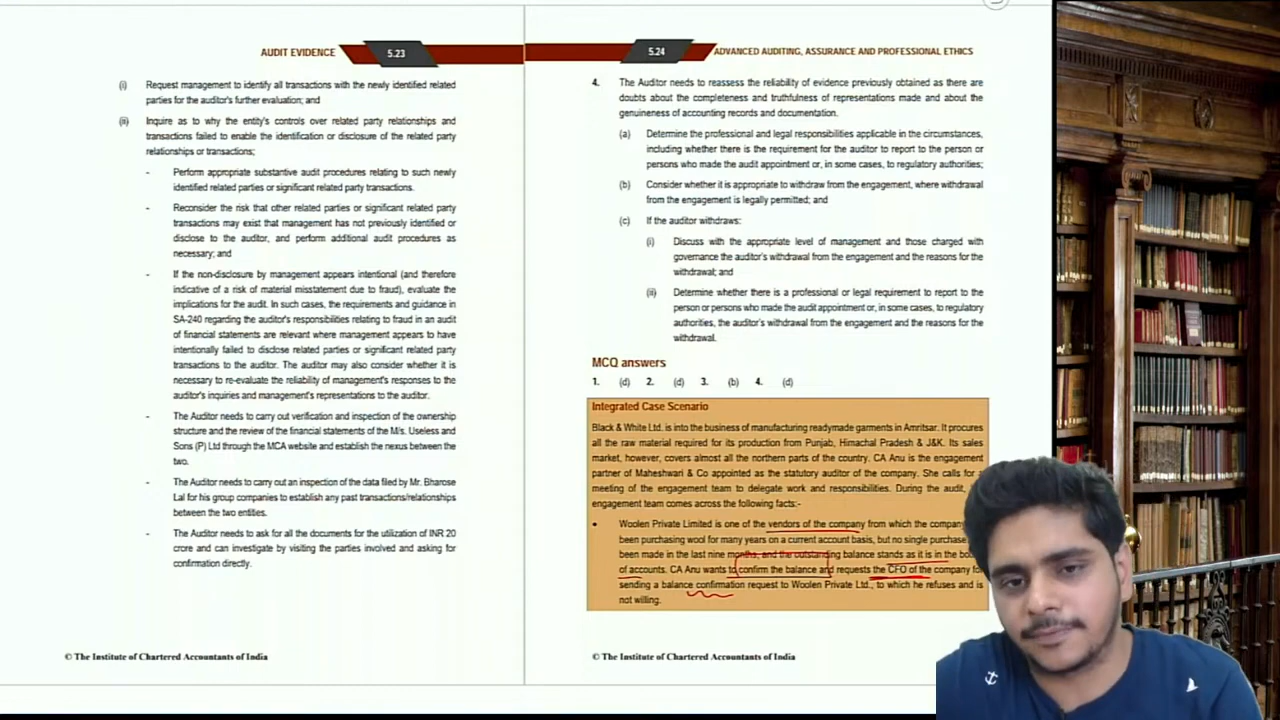 AUDIT EVIDENCE 5.23
(i) Request management to identify all transactions with the newly identified related
parties for the auditor's further evaluation; and
(ii) Inquire as to why the entity's controls over related party relationships and
transactions failed to enable the identification or disclosure of the related party
relationships or transactions;
- Perform appropriate substantive audit procedures relating to such newly
identified related parties or significant related party transactions.
- Reconsider the risk that other related parties or significant related party
transactions may exist that management has not previously identified or
disclose to the auditor, and perform additional audit procedures as
necessary; and
- If the non-disclosure by management appears intentional (and therefore
indicative of a risk of material misstatement due to fraud), evaluate the
implications for the audit. In such cases, the requirements and guidance in
SA-240 regarding the auditor's responsibilities relating to fraud in an audit
of financial statements are relevant where management appears to have
intentionally failed to disclose related parties or significant related party
transactions to the auditor. The auditor may also consider whether it is
necessary to re-evaluate the reliability of management's responses to the
auditor's inquiries and management's representations to the auditor.
- The Auditor needs to carry out verification and inspection of the ownership
structure and the review of the financial statements of the M/s. Useless and
Sons (P) Ltd through the MCA website and establish the nexus between the
two.
- The Auditor needs to carry out an inspection of the data filed by Mr. Bharose
Lal for his group companies to establish any past transactions/relationships
between the two entities.
- The Auditor needs to ask for all the documents for the utilization of INR 20
crore and can investigate by visiting the parties involved and asking for
confirmation directly.
© The Institute of Chartered Accountants of India
5.24 ADVANCED AUDITING, ASSURANCE AND PROFESSIONAL ETHICS
4. The Auditor needs to reassess the reliability of evidence previously obtained as there are
doubts about the completeness and truthfulness of representations made and about the
genuineness of accounting records and documentation.
(a) Determine the professional and legal responsibilities applicable in the circumstances,
including whether there is the requirement for the auditor to report to the person or
persons who made the audit appointment or, in some cases, to regulatory authorities;
(b) Consider whether it is appropriate to withdraw from the engagement, where withdrawal
from the engagement is legally permitted; and
(c) If the auditor withdraws:
(i) Discuss with the appropriate level of management and those charged with
governance the auditor's withdrawal from the engagement and the reasons for the
withdrawal; and
(ii) Determine whether there is a professional or legal requirement to report to the
person or persons who made the audit appointment or, in some cases, to regulatory
authorities, the auditor's withdrawal from the engagement and the reasons for the
withdrawal.
MCQ answers
1. (d) 2. (d) 3. (b) 4. (d)
Integrated Case Scenario
Black & White Ltd. is into the business of manufacturing readymade garments in Amritsar. It procures
all the raw material required for its production from Punjab, Himachal Pradesh & J&K. Its sales
market, however, covers almost all the northern parts of the country. CA Anu is the engagement
partner of Maheshwari & Co appointed as the statutory auditor of the company. She calls for a
meeting of the engagement team to delegate work and responsibilities. During the audit,
engagement team comes across the following facts:-
• Woolen Private Limited is one of the vendors of the company from which the company
been purchasing wool for many years on a current account basis, but no single purchase
been made in the last nine months, and the outstanding balance stands as it is in the
of accounts. CA Anu wants to confirm the balance and requests the CFO of the company
sending a balance confirmation request to Woolen Private Ltd., to which he refuses and is
not willing.
© The Institute of Chartered Accountants of India